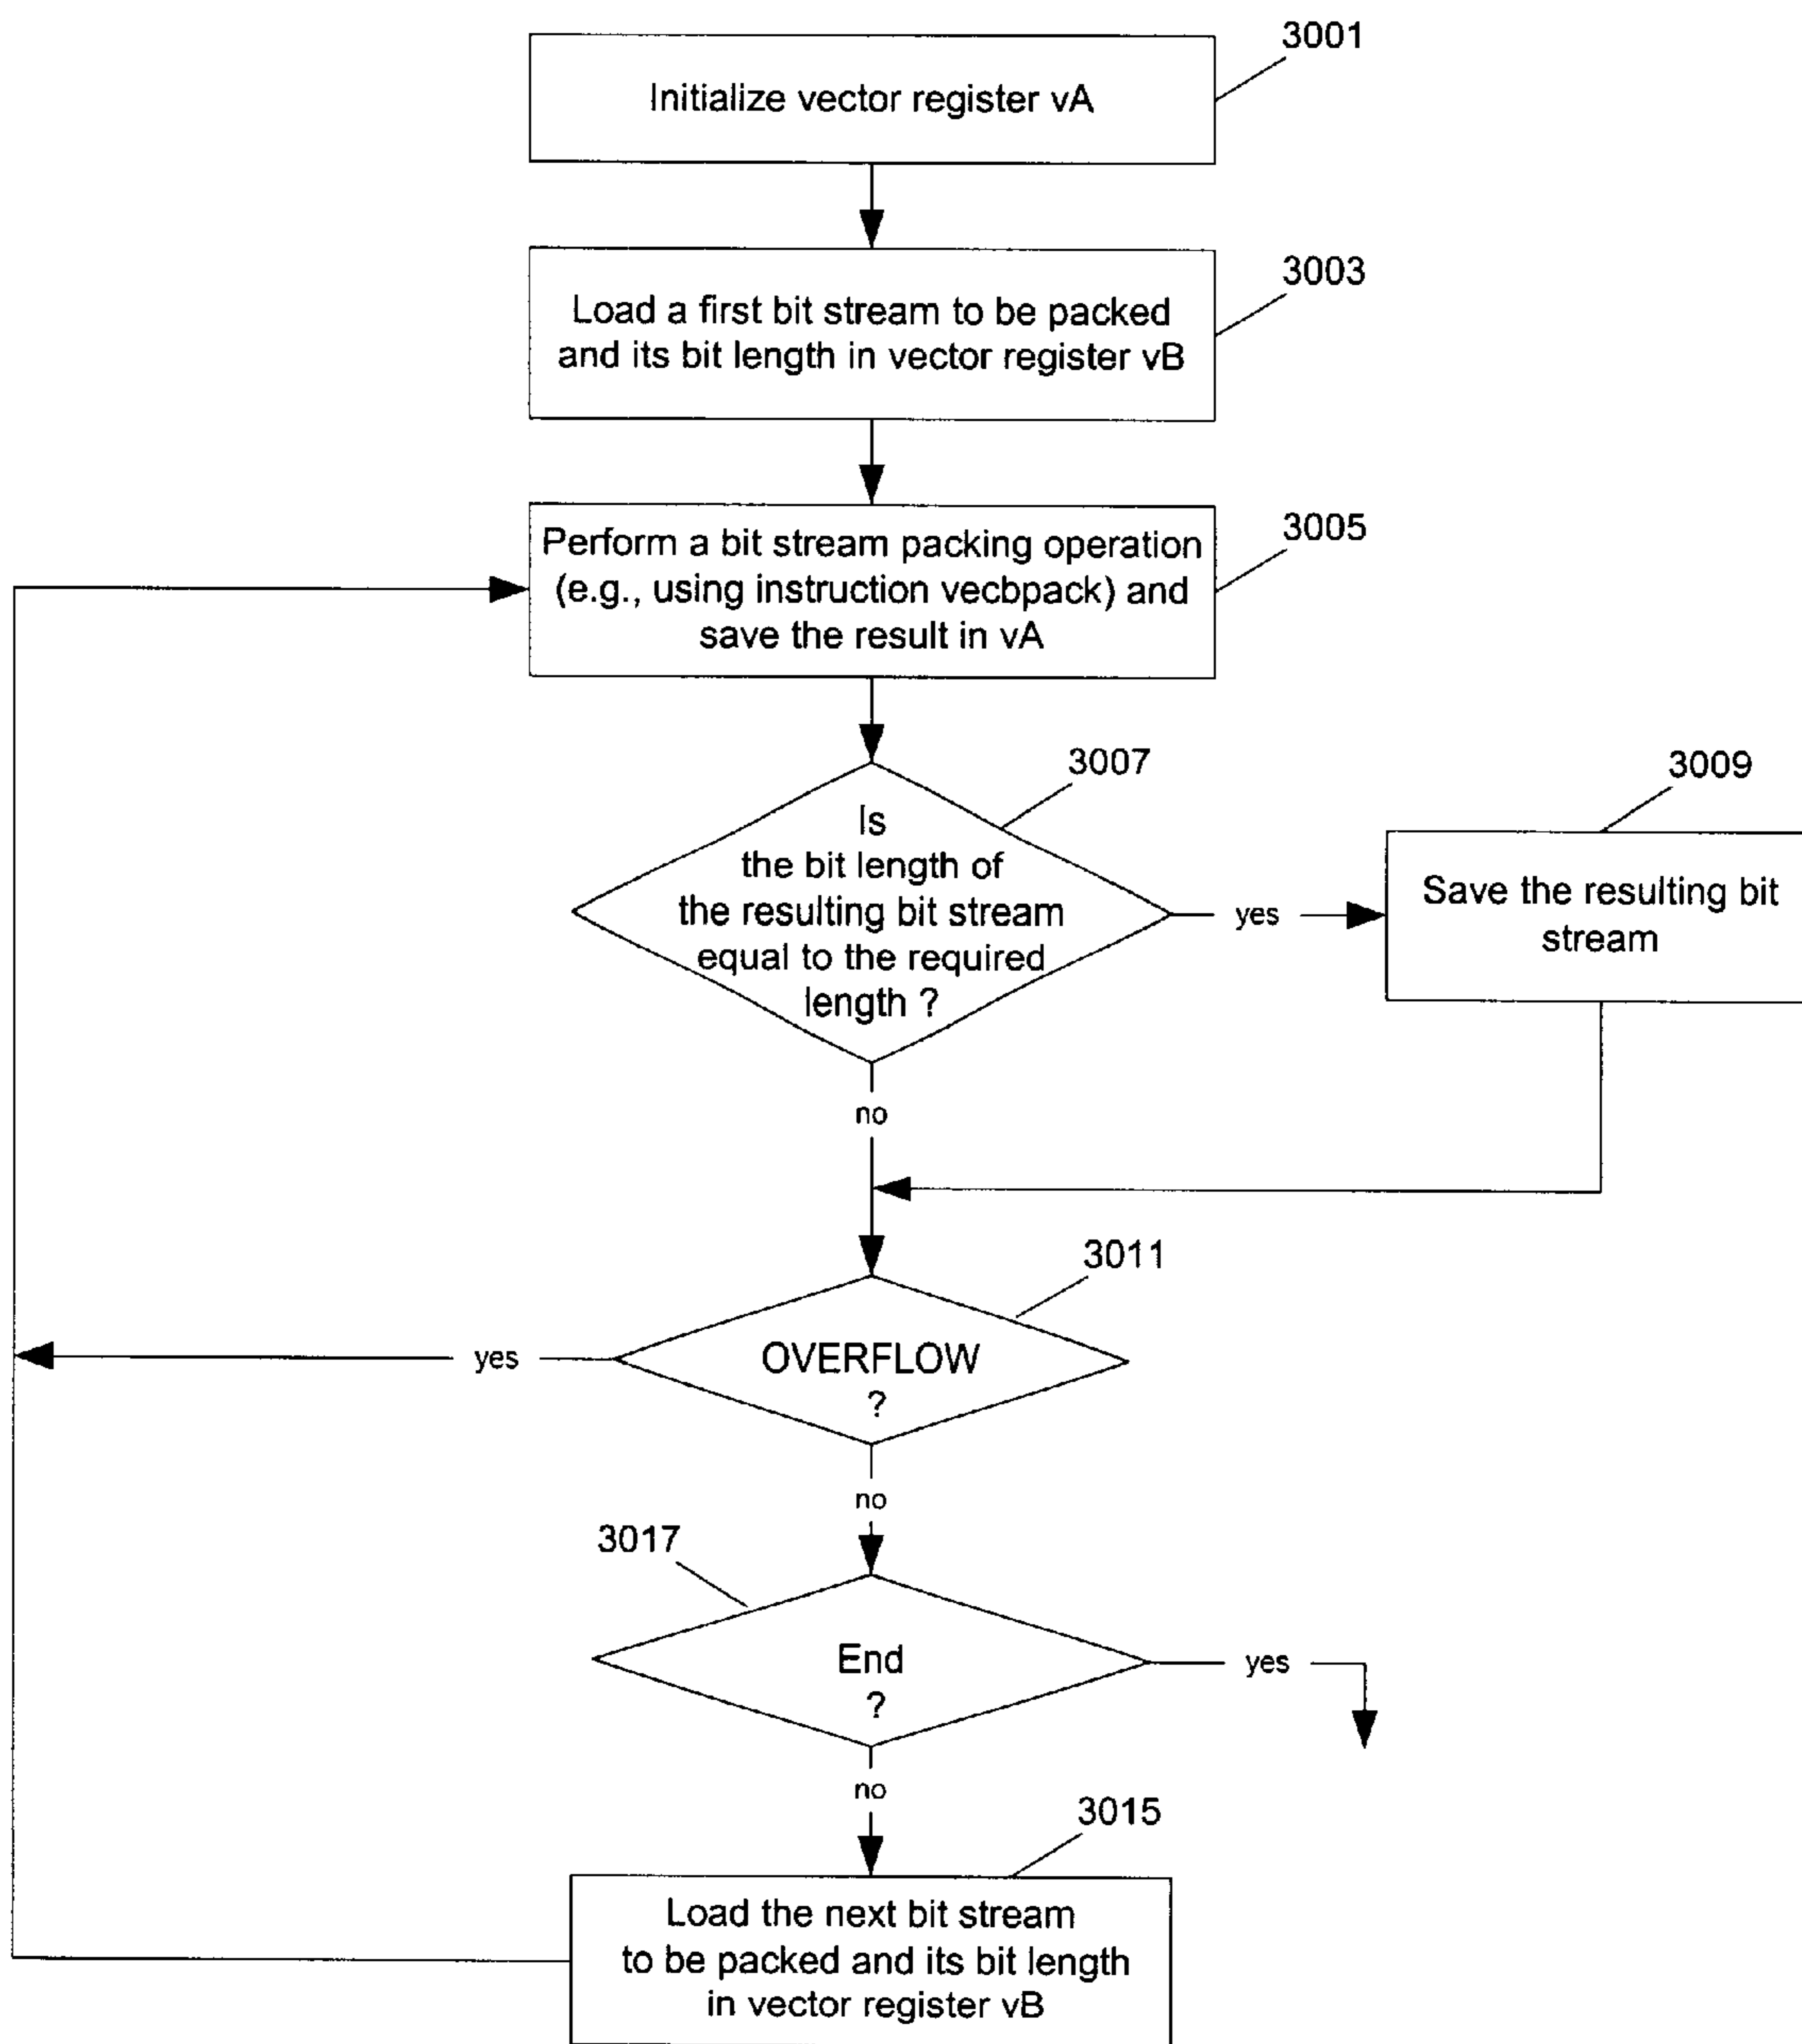 3001
Initialize vector register vA
3003
Load a first bit stream to be packed
and its bit length in vector register vB
3005
Perform a bit stream packing operation
(e.g., using instruction vecbpack) and
save the result in vA
3007
Is
the bit length of
the resulting bit stream
equal to the required
length ?
yes
3009
Save the resulting bit
stream
no
3011
OVERFLOW
?
yes
no
3017
End
?
yes
no
3015
Load the next bit stream
to be packed and its bit length
in vector register vB